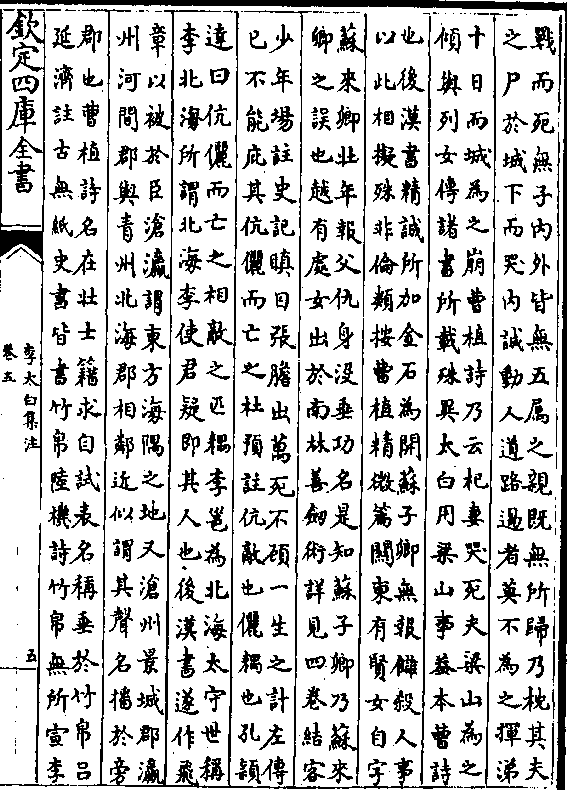 戰而死無子内外皆無五屬之親既無所歸乃枕其夫
之尸於城下而哭内誠動人道路過者莫不為之揮涕
十日而城為之崩曹植詩乃云杞妻哭死夫梁山為之
傾與列女傳諸書所載殊異太白用梁山事葢本曹詩
也後漢書精誠所加金石為開蘇子卿無報讎殺人事
以此相擬殊非倫類按曹植精微篇關東有賢女自字
蘇來卿壯年報父仇身没垂功名是知蘇子卿乃蘇來
卿之誤也越有處女出於南林善劔術詳見四卷結客
少年場註史記瞋目張膽出萬死不顧一生之計左傳
已不能庇其伉儷而亡之杜預註伉敵也儷耦也孔頴
逹曰伉儷而亡之相敵之匹耦李邕為北海太守世稱
李北海所謂北海李使君疑即其人也後漢書遂作飛
章以被於臣滄瀛謂東方海隅之地又滄州景城郡瀛
州河間郡與青州北海郡相鄰近似謂其聲名播於旁
郡也曹植詩名在壯士籍求自試表名稱垂於竹帛吕
延濟註古無紙史書皆書竹帛陸機詩竹帛無所宣李
欽定四庫全書
李太白集注
卷五
五